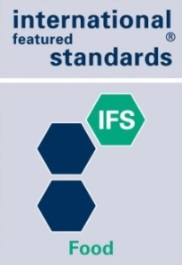 international
featured ®
standards
IFS
Food